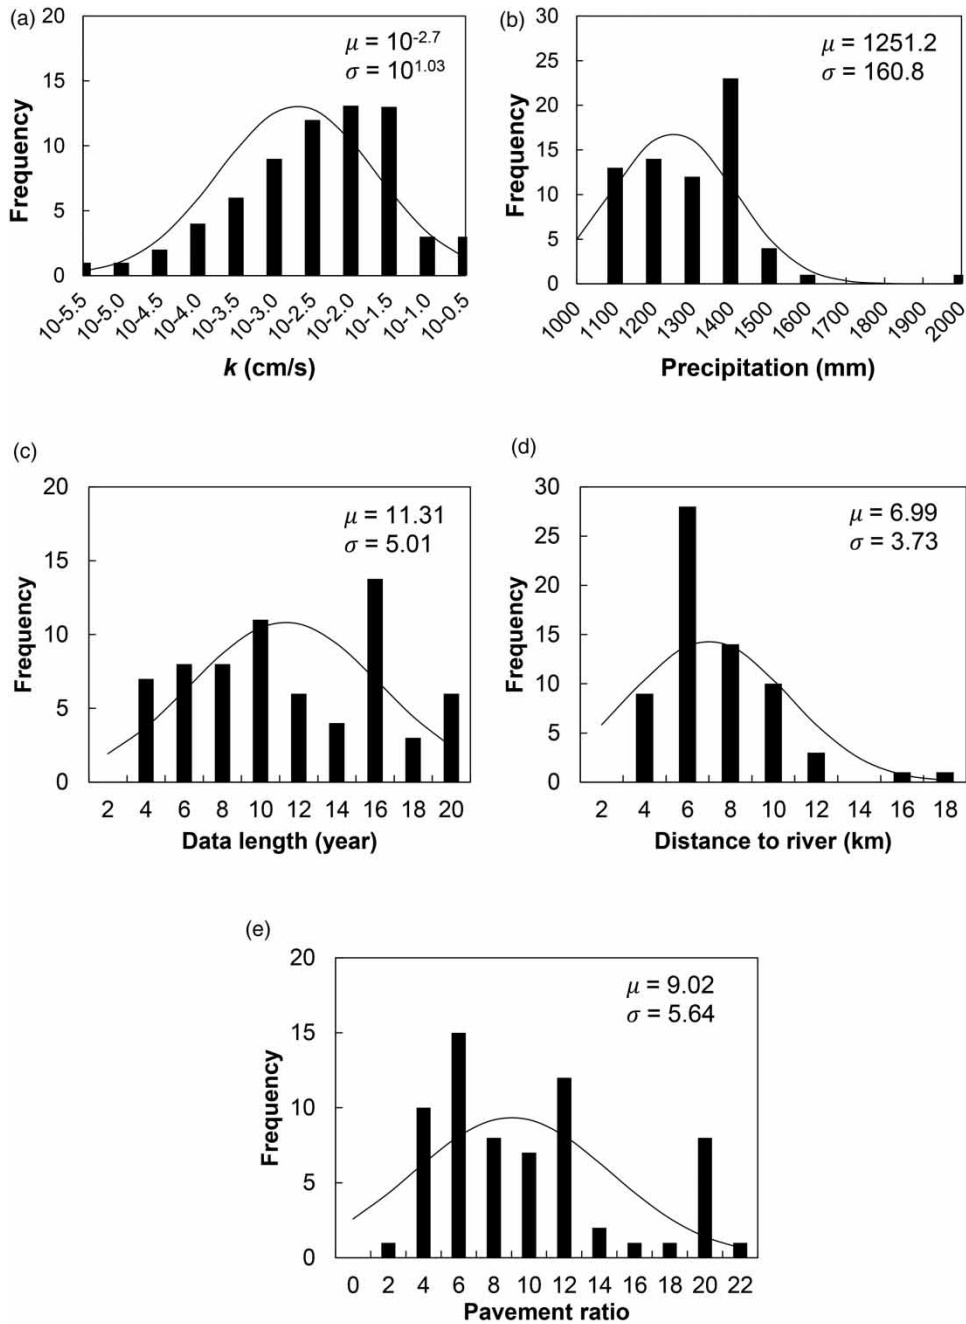 (a)
20
15
10
5
0
Frequency
μ = 10-2.7
σ = 101.03
10-5.5
10-5.0
10-4.5
10-4.0
10-3.5
10-3.0
10-2.5
10-2.0
10-1.5
10-1.0
10-0.5
k (cm/s)
(b)
30
25
20
15
10
5
0
Frequency
μ = 1251.2
σ = 160.8
1000
1100
1200
1300
1400
1500
1600
1700
1800
1900
2000
Precipitation (mm)
(c)
20
15
10
5
0
Frequency
μ = 11.31
σ = 5.01
2 4 6 8 10 12 14 16 18 20
Data length (year)
(d)
30
25
20
15
10
5
0
Frequency
μ = 6.99
σ = 3.73
2 4 6 8 10 12 14 16 18
Distance to river (km)
(e)
20
15
10
5
0
Frequency
μ = 9.02
σ = 5.64
0 2 4 6 8 10 12 14 16 18 20 22
Pavement ratio